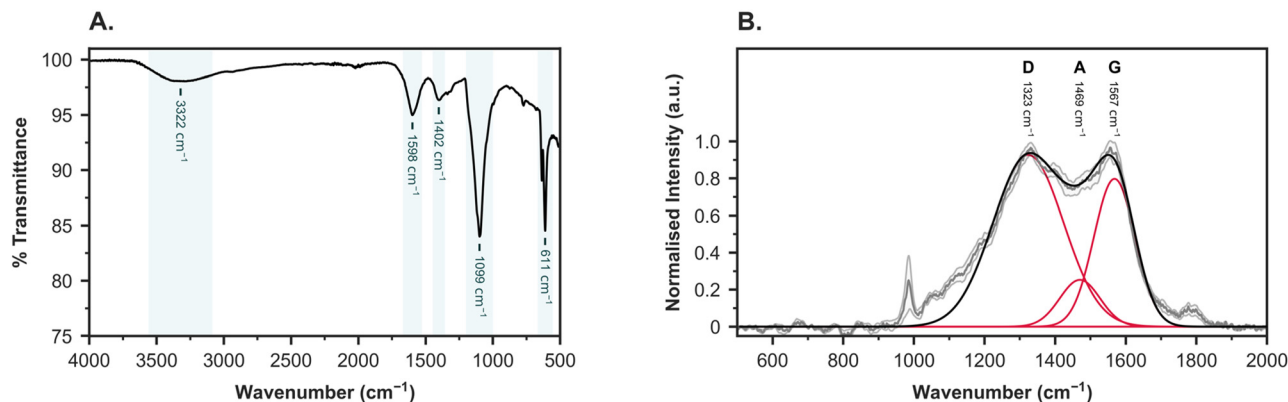 A.
100
95
90
85
80
75
% Transmittance
3322 cm⁻¹
1598 cm⁻¹
1402 cm⁻¹
1099 cm⁻¹
611 cm⁻¹
4000 3500 3000 2500 2000 1500 1000 500
Wavenumber (cm⁻¹)
B.
D A G
1323 cm⁻¹
1469 cm⁻¹
1567 cm⁻¹
1.0
0.8
0.6
0.4
0.2
0
Normalised Intensity (a.u.)
600 800 1000 1200 1400 1600 1800 2000
Wavenumber (cm⁻¹)